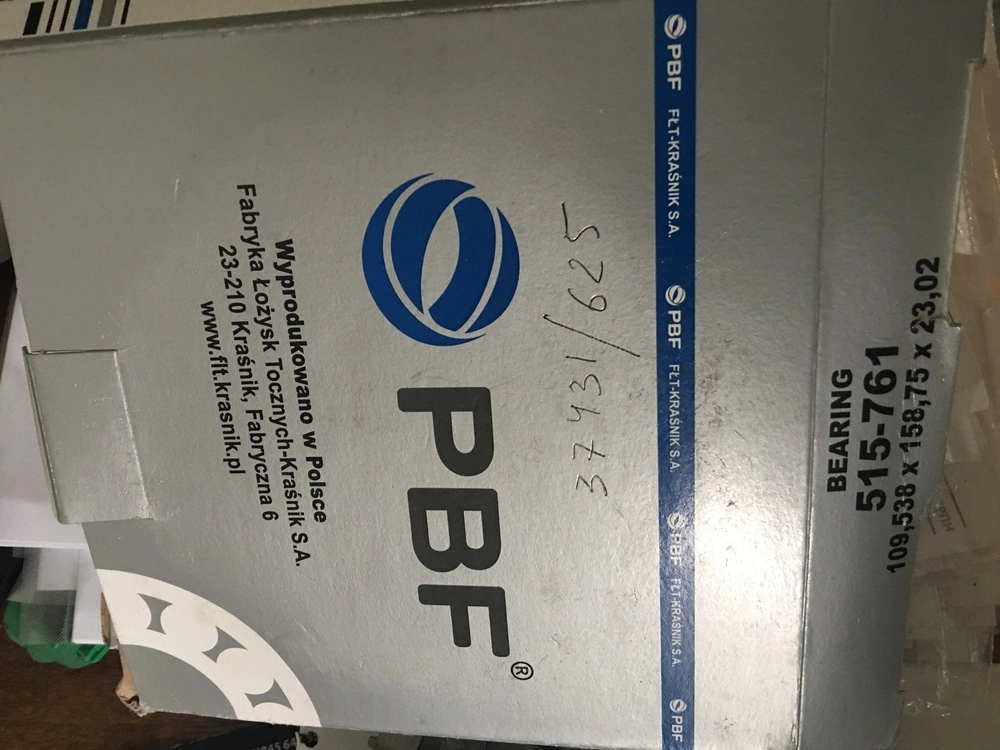 PBF FŁT-KRAŚNIK S.A. PBF FŁT-KRAŚNIK S.A. PBF FŁT-KRAŚNIK S.A. PBF
37431/625
PBF®
Wyprodukowano w Polsce
Fabryka Łożysk Tocznych-Kraśnik S.A.
23-210 Kraśnik, Fabryczna 6
www.flt.krasnik.pl
BEARING
515-761
109,538 x 158,75 x 23,02